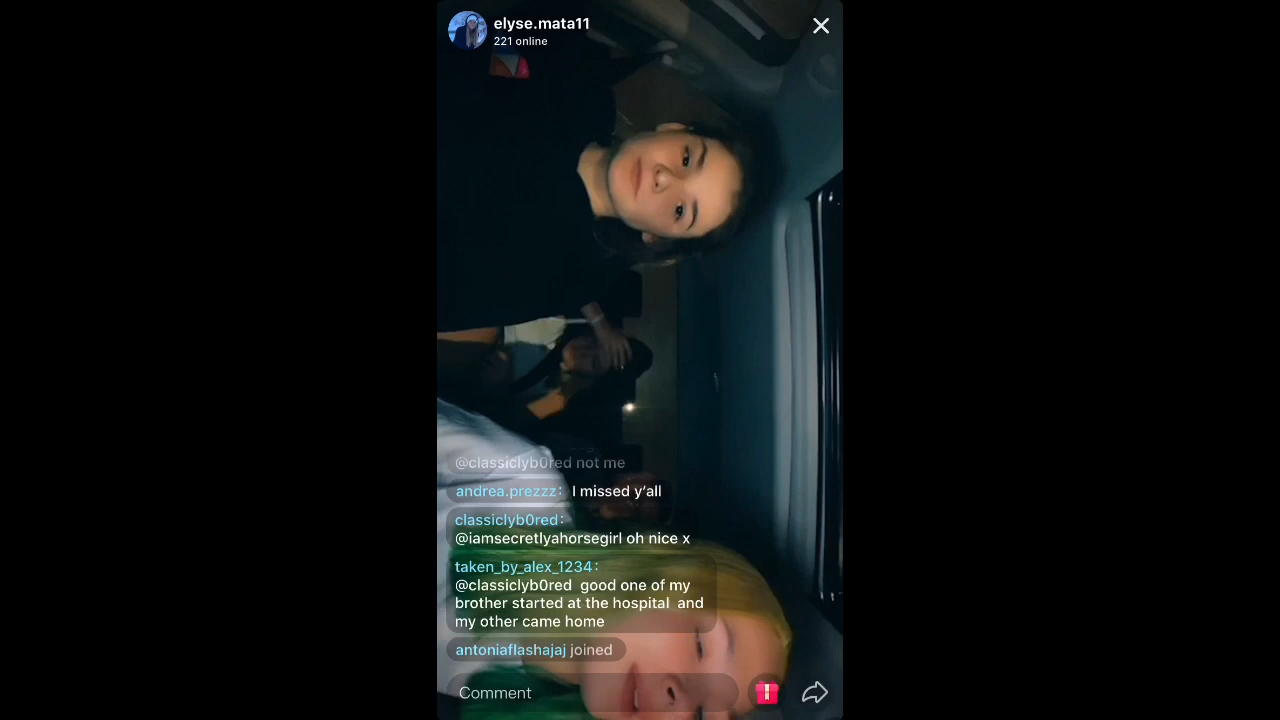 elyse.mata11
221 online
@classiclyb0red not me
andrea.prezzz: I missed y’all
classiclyb0red:
@iamsecretlyahorsegirl oh nice x
taken_by_alex_1234:
@classiclyb0red good one of my
brother started at the hospital and
my other came home
antoniaflashajaj joined
Comment